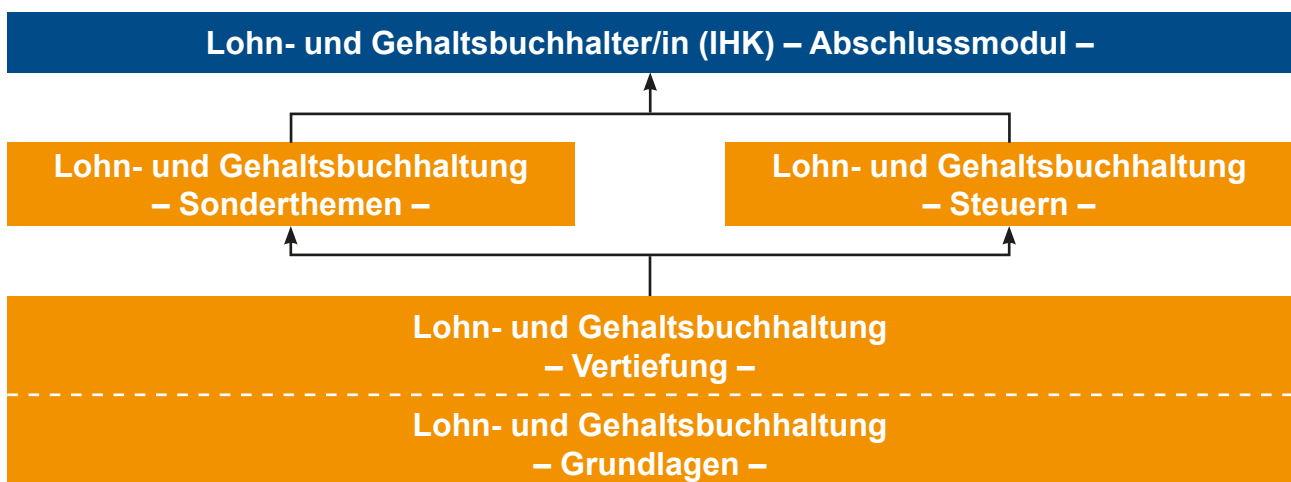 Lohn- und Gehaltsbuchhalter/in (IHK) – Abschlussmodul –
Lohn- und Gehaltsbuchhaltung
– Sonderthemen –
Lohn- und Gehaltsbuchhaltung
– Steuern –
Lohn- und Gehaltsbuchhaltung
– Vertiefung –
Lohn- und Gehaltsbuchhaltung
– Grundlagen –